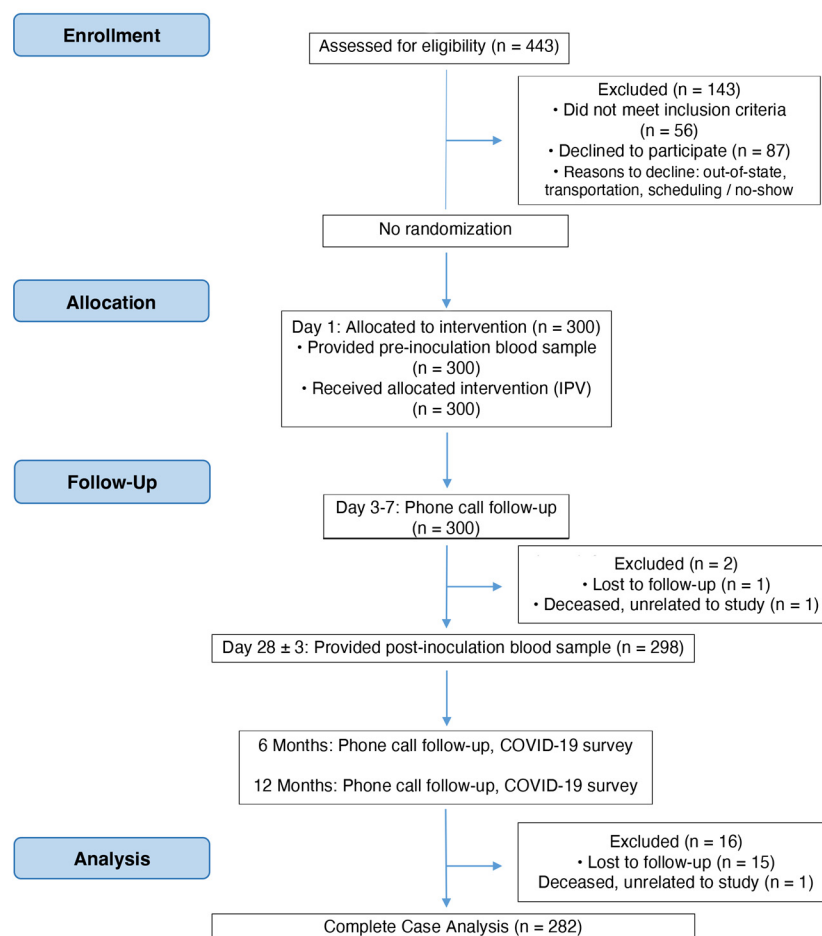 Enrollment
Assessed for eligibility (n = 443)
Excluded (n = 143)
• Did not meet inclusion criteria
(n = 56)
• Declined to participate (n = 87)
• Reasons to decline: out-of-state,
transportation, scheduling / no-show
No randomization
Allocation
Day 1: Allocated to intervention (n = 300)
• Provided pre-inoculation blood sample
(n = 300)
• Received allocated intervention (IPV)
(n = 300)
Follow-Up
Day 3-7: Phone call follow-up
(n = 300)
Excluded (n = 2)
• Lost to follow-up (n = 1)
• Deceased, unrelated to study (n = 1)
Day 28 ± 3: Provided post-inoculation blood sample (n = 298)
6 Months: Phone call follow-up, COVID-19 survey
12 Months: Phone call follow-up, COVID-19 survey
Analysis
Excluded (n = 16)
• Lost to follow-up (n = 15)
Deceased, unrelated to study (n = 1)
Complete Case Analysis (n = 282)